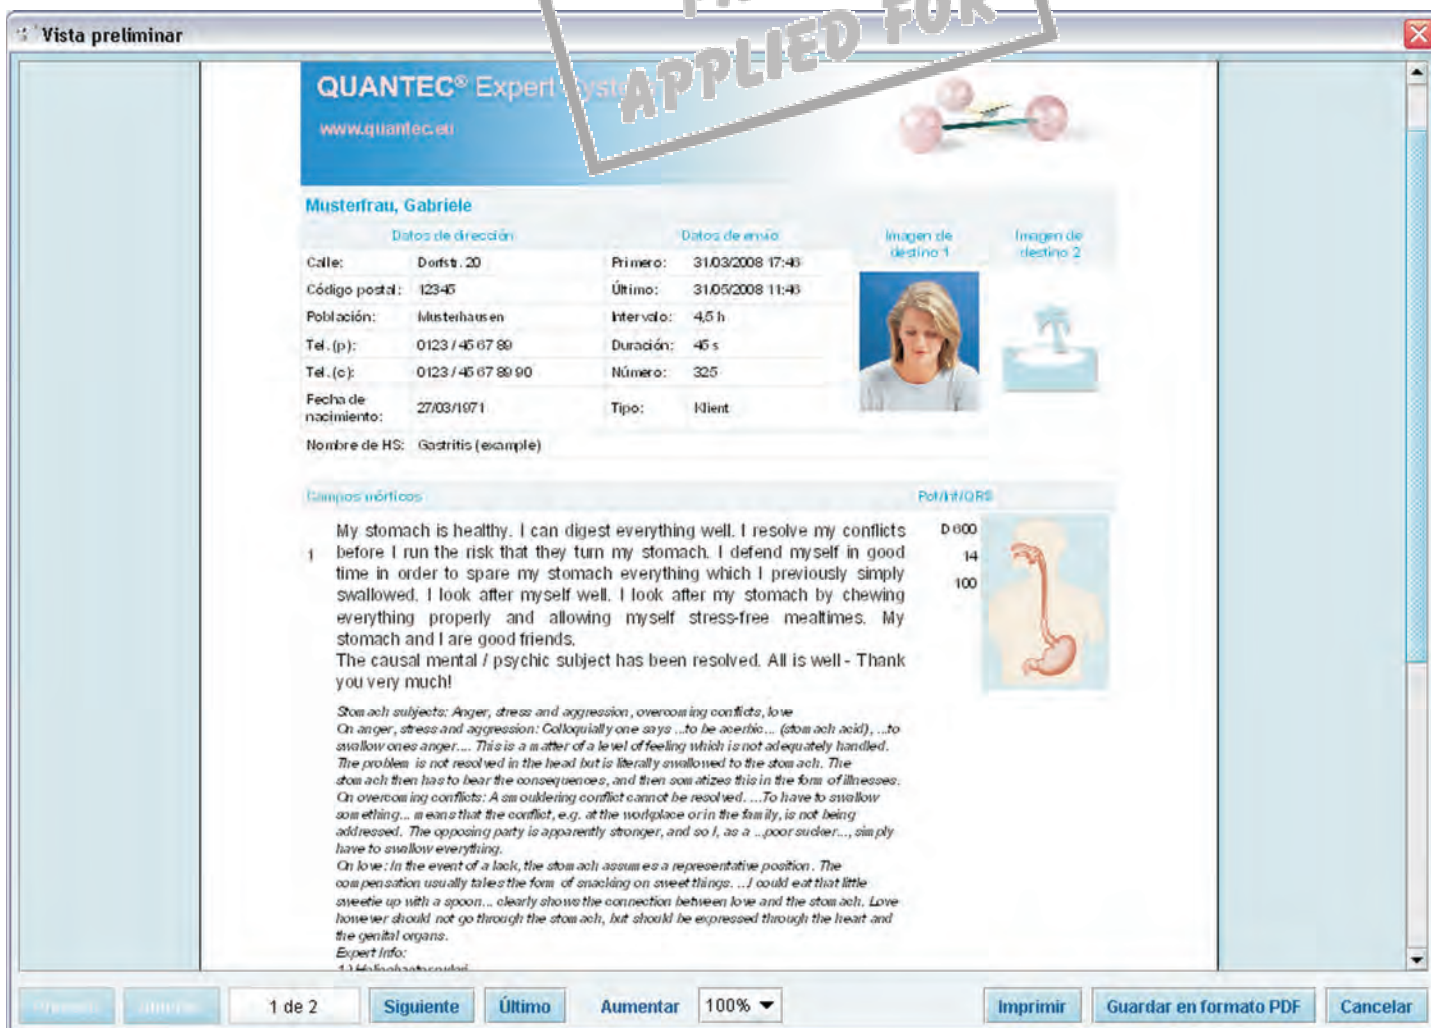 Vista preliminar
APPLIED FOR
QUANTEC® Expert System
www.quantec.eu
Musterfrau, Gabriele
Datos de dirección
Datos de envío
Imagen de destino 1
Imagen de destino 2
Calle: Dorfstr. 20 Primero: 31/03/2008 17:46
Código postal: 12345 Último: 31/05/2008 11:46
Población: Musterhausen Intervalo: 4,5 h
Tel. (p): 0123 / 45 67 89 Duración: 45 s
Tel. (c): 0123 / 45 67 89 90 Número: 325
Fecha de nacimiento: 27/03/1971 Tipo: Klient
Nombre de HS: Gastritis (example)
Campos mórficos Pot/Int/QRS
1
My stomach is healthy. I can digest everything well. I resolve my conflicts
before I run the risk that they turn my stomach. I defend myself in good
time in order to spare my stomach everything which I previously simply
swallowed. I look after myself well. I look after my stomach by chewing
everything properly and allowing myself stress-free mealtimes. My
stomach and I are good friends.
The causal mental / psychic subject has been resolved. All is well - Thank
you very much!
D 600
14
100
Stomach subjects: Anger, stress and aggression, overcoming conflicts, love
On anger, stress and aggression: Colloquially one says ...to be acerbic... (stomach acid), ...to
swallow ones anger.... This is a matter of a level of feeling which is not adequately handled.
The problem is not resolved in the head but is literally swallowed to the stomach. The
stomach then has to bear the consequences, and then somatizes this in the form of illnesses.
On overcoming conflicts: A smouldering conflict cannot be resolved. ...To have to swallow
something... means that the conflict, e.g. at the workplace or in the family, is not being
addressed. The opposing party is apparently stronger, and so I, as a ...poor sucker..., simply
have to swallow everything.
On love: In the event of a lack, the stomach assumes a representative position. The
compensation usually takes the form of snacking on sweet things. ...I could eat that little
sweetie up with a spoon... clearly shows the connection between love and the stomach. Love
however should not go through the stomach, but should be expressed through the heart and
the genital organs.
Expert Info:
1 de 2
Siguiente
Último
Aumentar
100%
Imprimir
Guardar en formato PDF
Cancelar